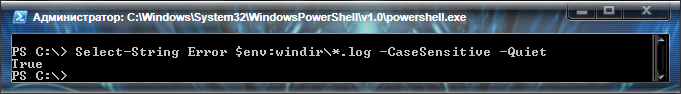 Администратор: C:\Windows\System32\WindowsPowerShell\v1.0\powershell.exe
PS C:\> Select-String Error $env:windir\*.log -CaseSensitive -Quiet
True
PS C:\>